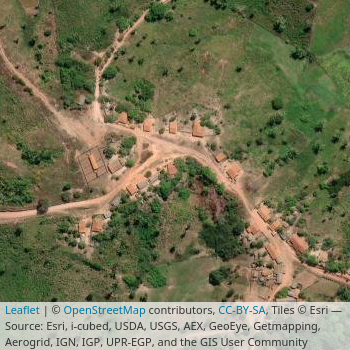 Leaflet | © OpenStreetMap contributors, CC-BY-SA, Tiles © Esri —
Source: Esri, i-cubed, USDA, USGS, AEX, GeoEye, Getmapping,
Aerogrid, IGN, IGP, UPR-EGP, and the GIS User Community